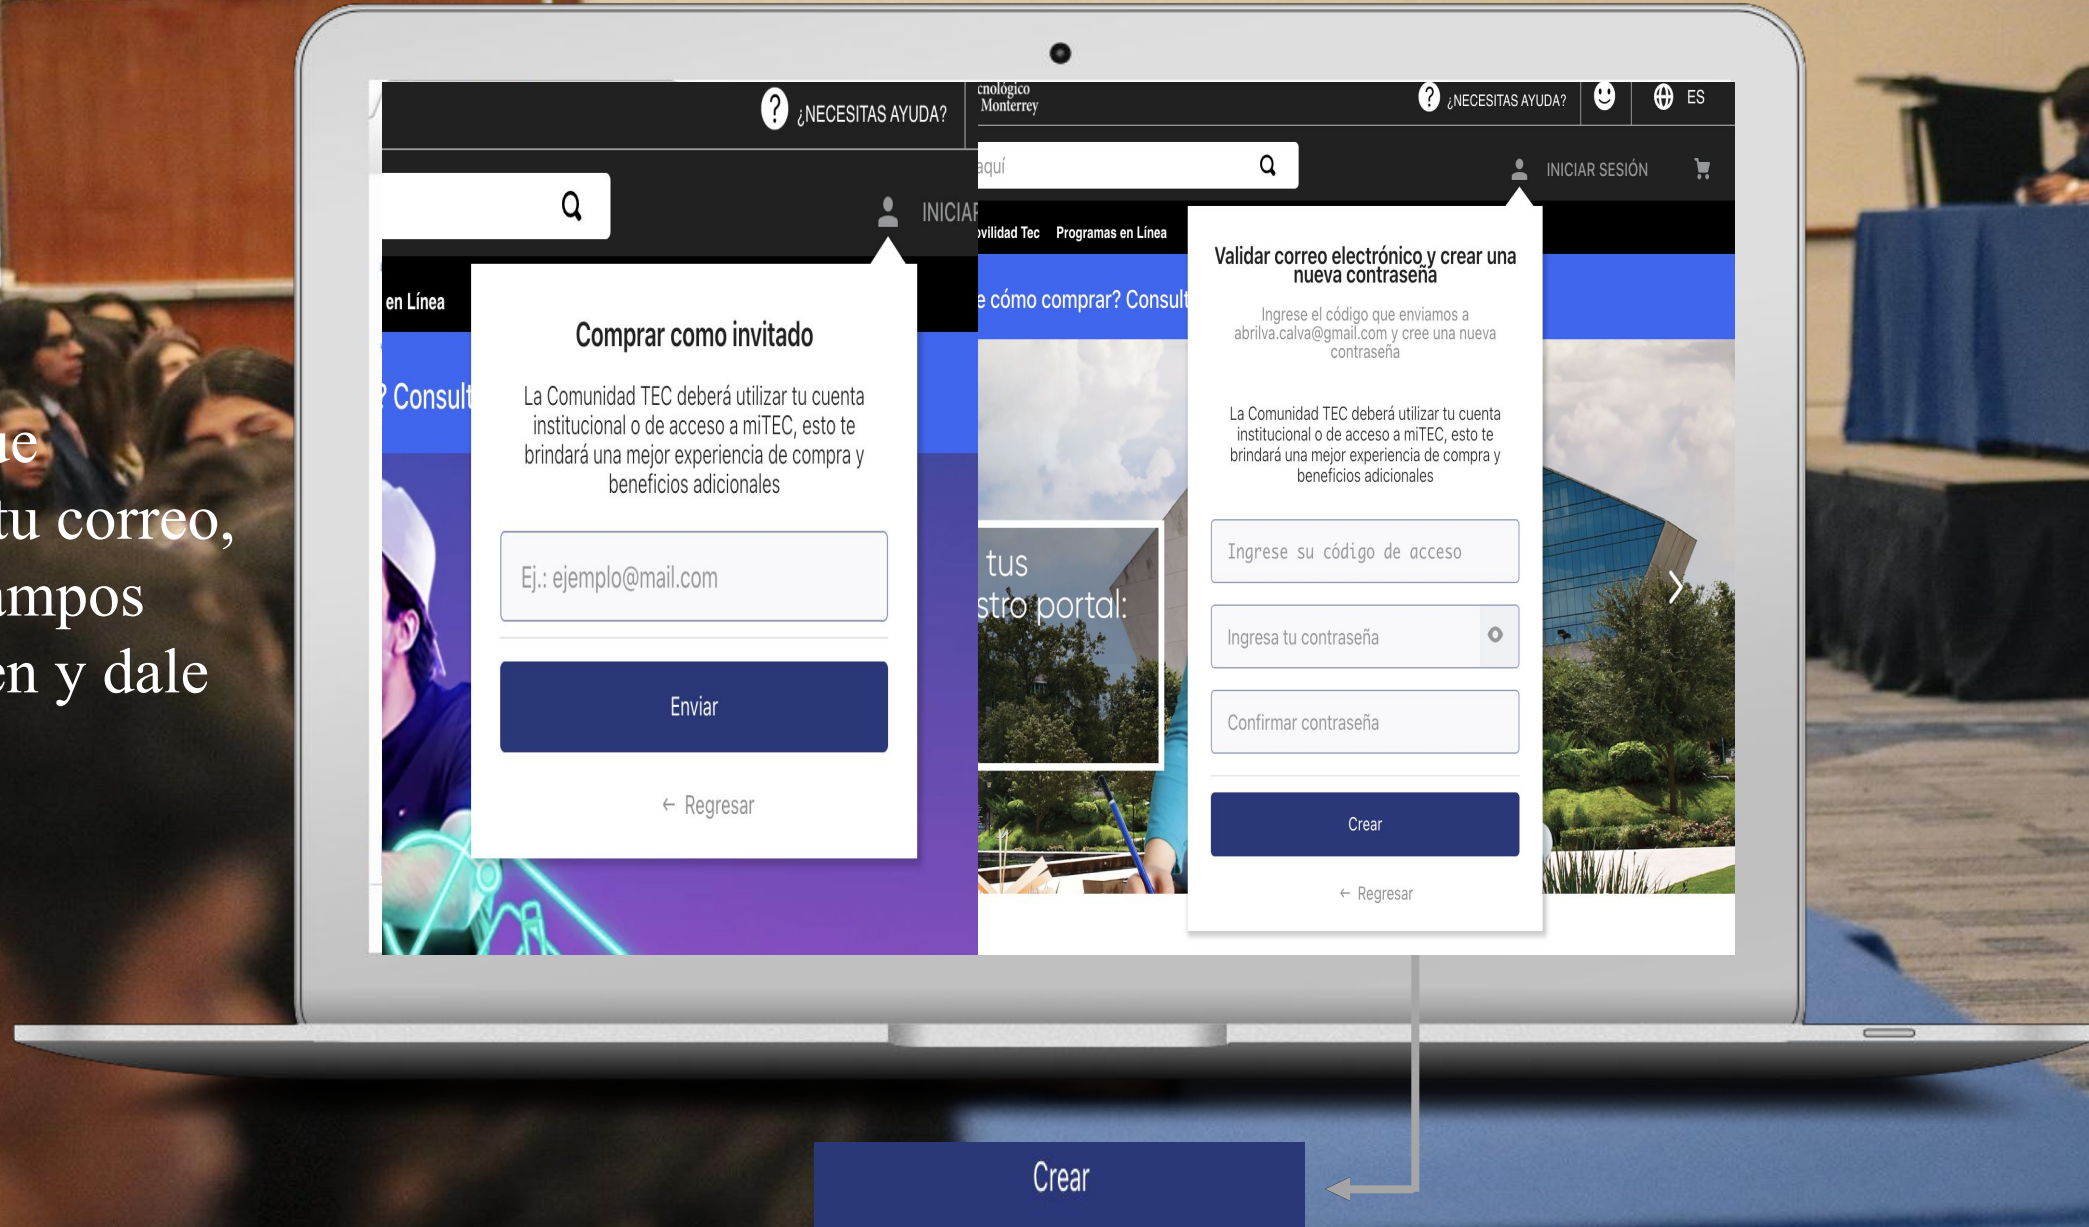 ue
tu correo,
ampos
en y dale
¿NECESITAS AYUDA?
INICIAR
en Línea
? Consult
Comprar como invitado
La Comunidad TEC deberá utilizar tu cuenta
institucional o de acceso a miTEC, esto te
brindará una mejor experiencia de compra y
beneficios adicionales
Ej.: ejemplo@mail.com
Enviar
← Regresar
cnológico
Monterrey
¿NECESITAS AYUDA?
ES
aquí
INICIAR SESIÓN
ovilidad Tec Programas en Línea
e cómo comprar? Consult
tus
stro portal:
Validar correo electrónico y crear una
nueva contraseña
Ingrese el código que enviamos a
abrilva.calva@gmail.com y cree una nueva
contraseña
La Comunidad TEC deberá utilizar tu cuenta
institucional o de acceso a miTEC, esto te
brindará una mejor experiencia de compra y
beneficios adicionales
Ingrese su código de acceso
Ingresa tu contraseña
Confirmar contraseña
Crear
← Regresar
Crear